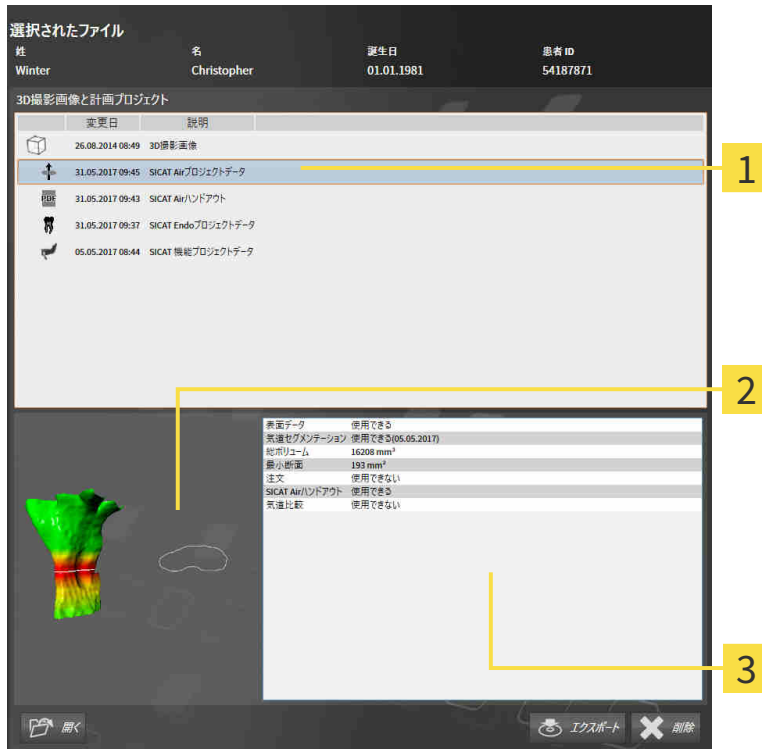 選択されたファイル
姓 名 誕生日 患者 ID
Winter Christopher 01.01.1981 54187871
3D撮影画像と計画プロジェクト
変更日 説明
26.08.2014 08:49 3D撮影画像
31.05.2017 09:45 SICAT Airプロジェクトデータ
1
PDF 31.05.2017 09:43 SICAT Airハンドアウト
31.05.2017 09:37 SICAT Endoプロジェクトデータ
05.05.2017 08:44 SICAT 機能プロジェクトデータ
2
表面データ 使用できる
気道セグメンテーション 使用できる(05.05.2017)
総ボリューム 16208 mm³
最小断面 193 mm²
注文 使用できない
SICAT Airハンドアウト 使用できる
気道比較 使用できない
3
開く エクスポート 削除